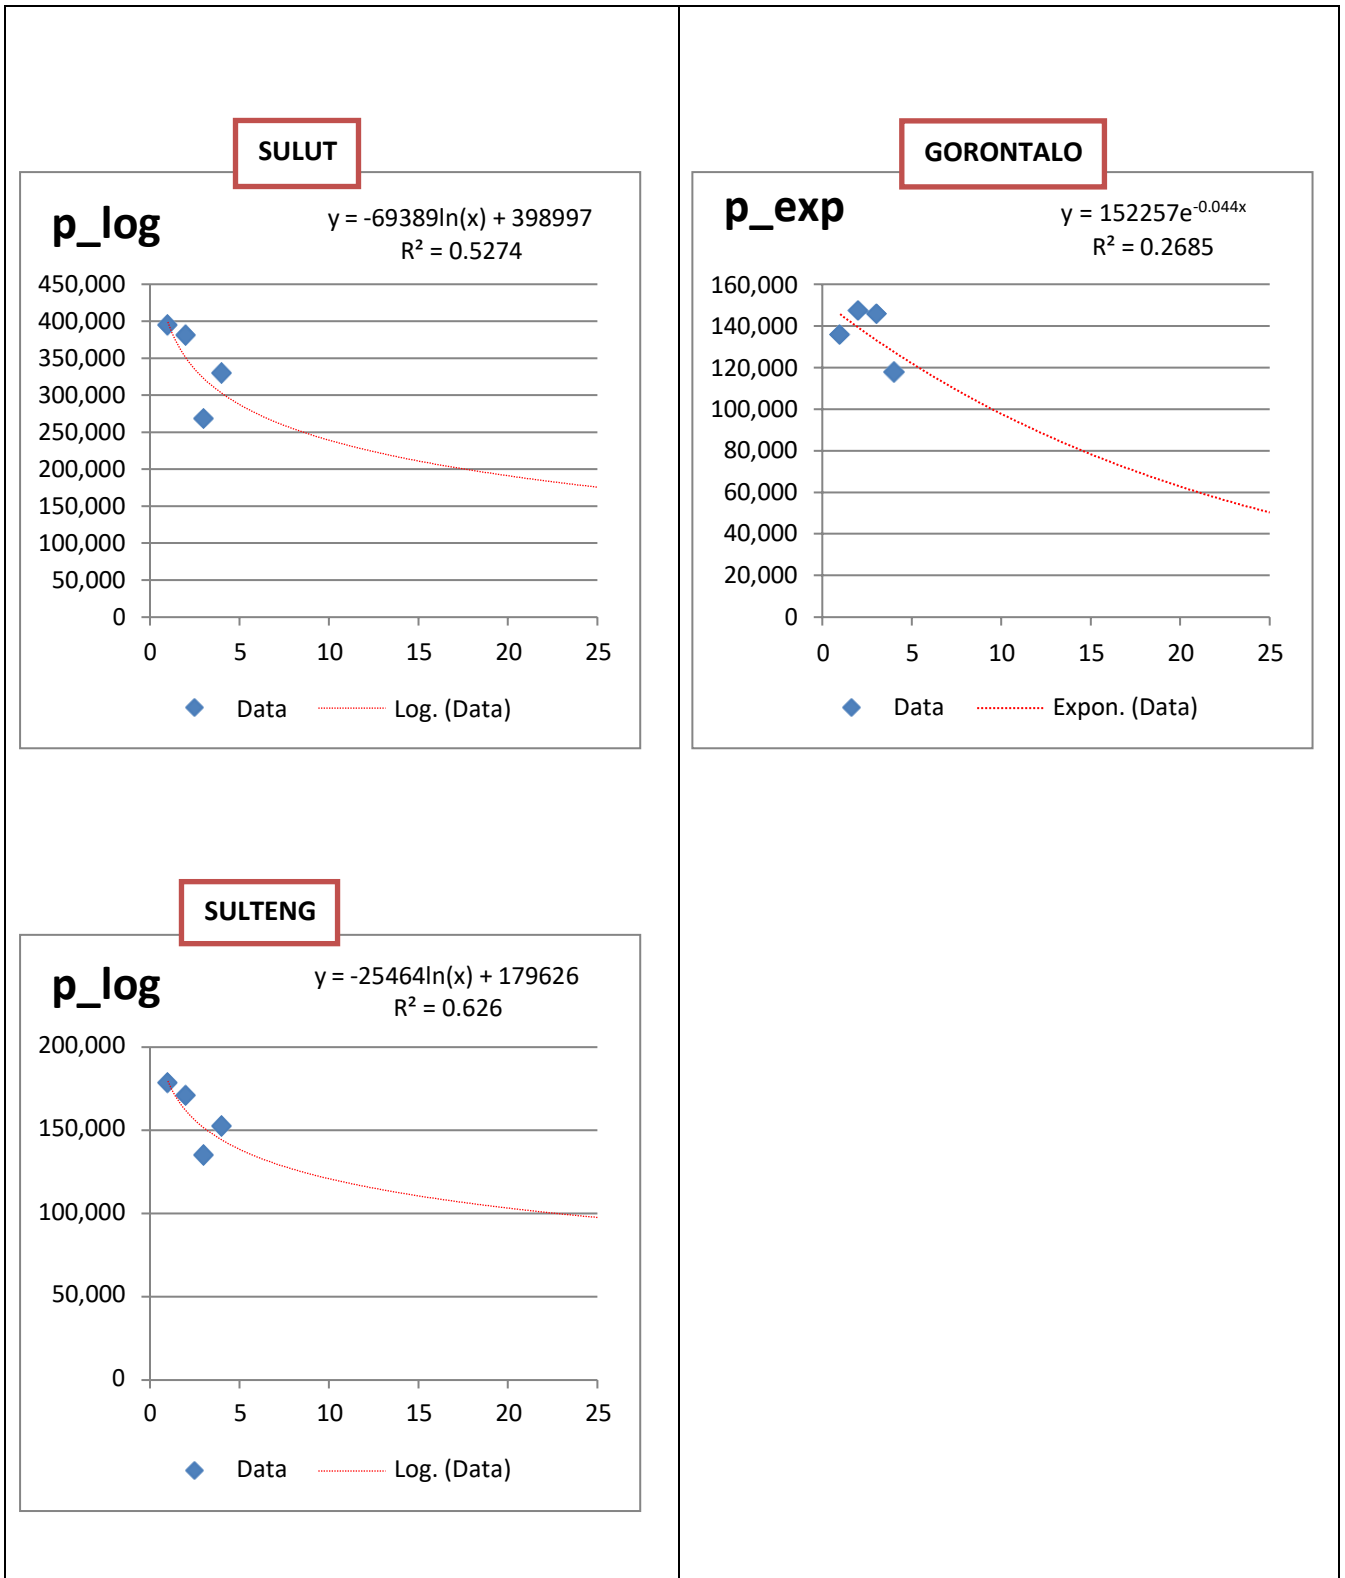 SULUT
p_log
y = -69389ln(x) + 398997
R² = 0.5274
450,000
400,000
350,000
300,000
250,000
200,000
150,000
100,000
50,000
0
0 5 10 15 20 25
Data Log. (Data)
GORONTALO
p_exp
y = 152257e^-0.044x
R² = 0.2685
160,000
140,000
120,000
100,000
80,000
60,000
40,000
20,000
0
0 5 10 15 20 25
Data Expon. (Data)
SULTENG
p_log
y = -25464ln(x) + 179626
R² = 0.626
200,000
150,000
100,000
50,000
0
0 5 10 15 20 25
Data Log. (Data)